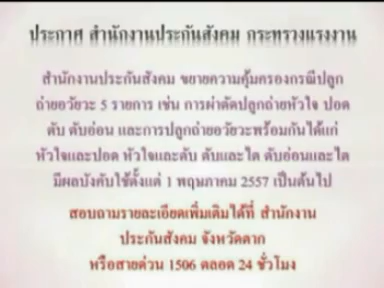 ประกาศ สำนักงานประกันสังคม กระทรวงแรงงาน
สำนักงานประกันสังคม ขยายความคุ้มครองกรณีปลูก
ถ่ายอวัยวะ 5 รายการ เช่น การผ่าตัดปลูกถ่ายหัวใจ ปอด
ตับ ตับอ่อน และการปลูกถ่ายอวัยวะพร้อมกันได้แก่
หัวใจและปอด หัวใจและตับ ตับและไต ตับอ่อนและไต
มีผลบังคับใช้ตั้งแต่ 1 พฤษภาคม 2557 เป็นต้นไป
สอบถามรายละเอียดเพิ่มเติมได้ที่ สำนักงาน
ประกันสังคม จังหวัดตาก
หรือสายด่วน 1506 ตลอด 24 ชั่วโมง